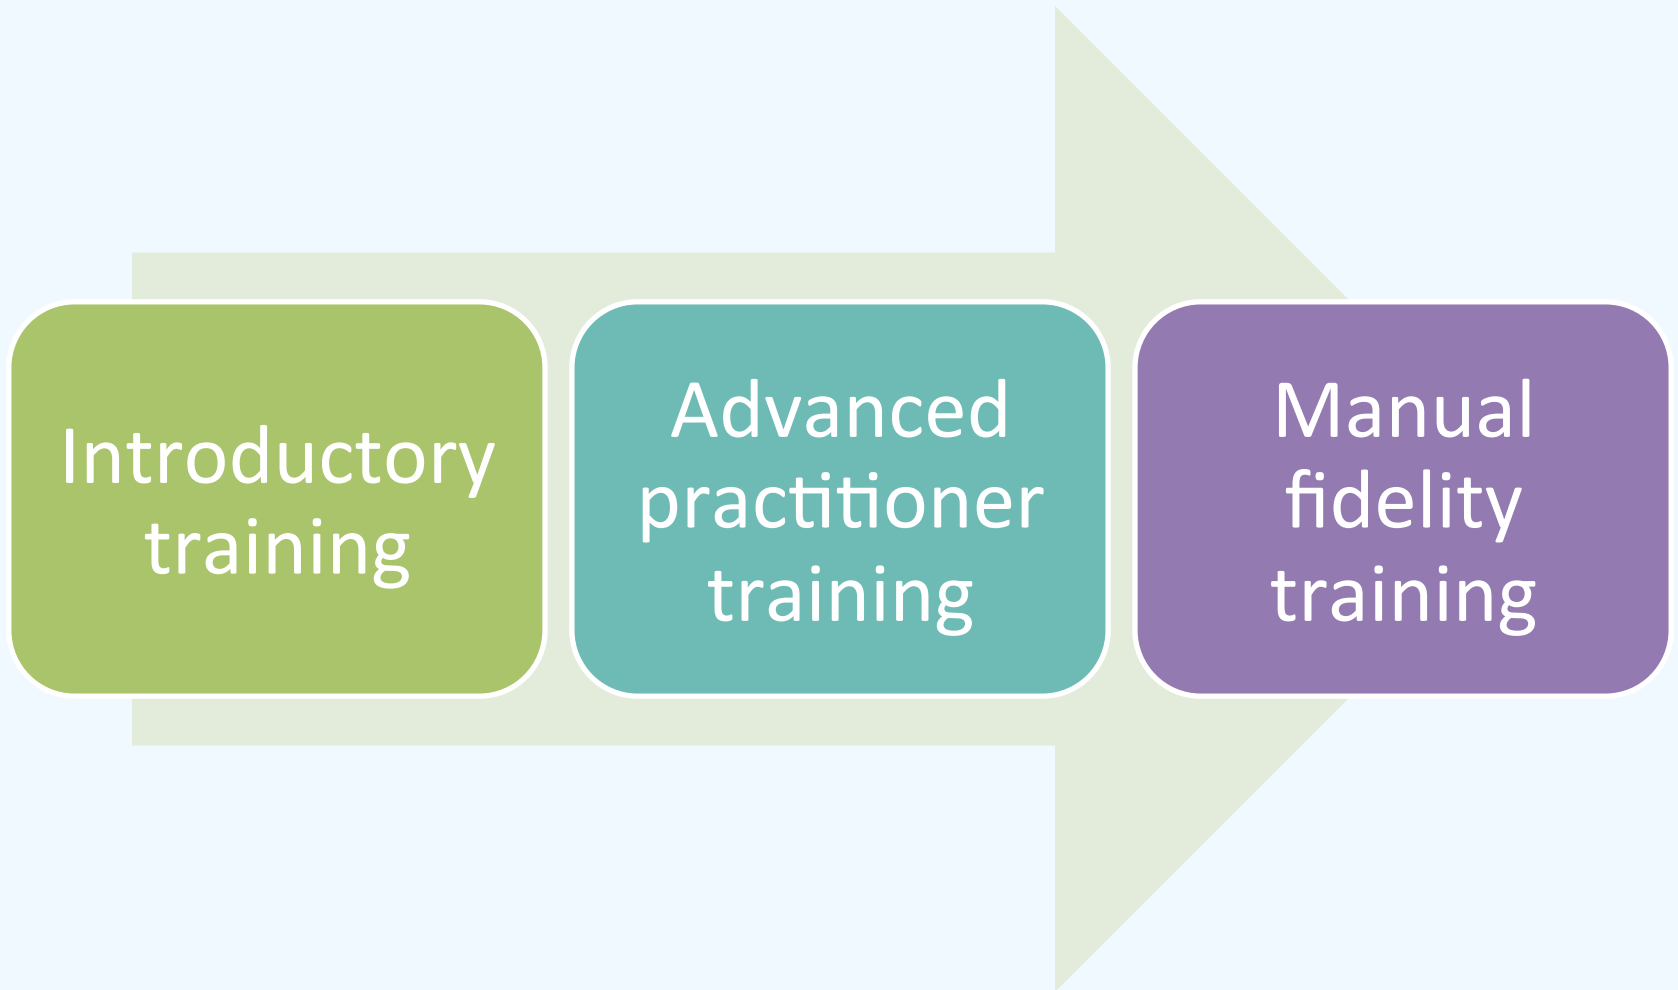 Introductory
training
Advanced
practitioner
training
Manual
fidelity
training